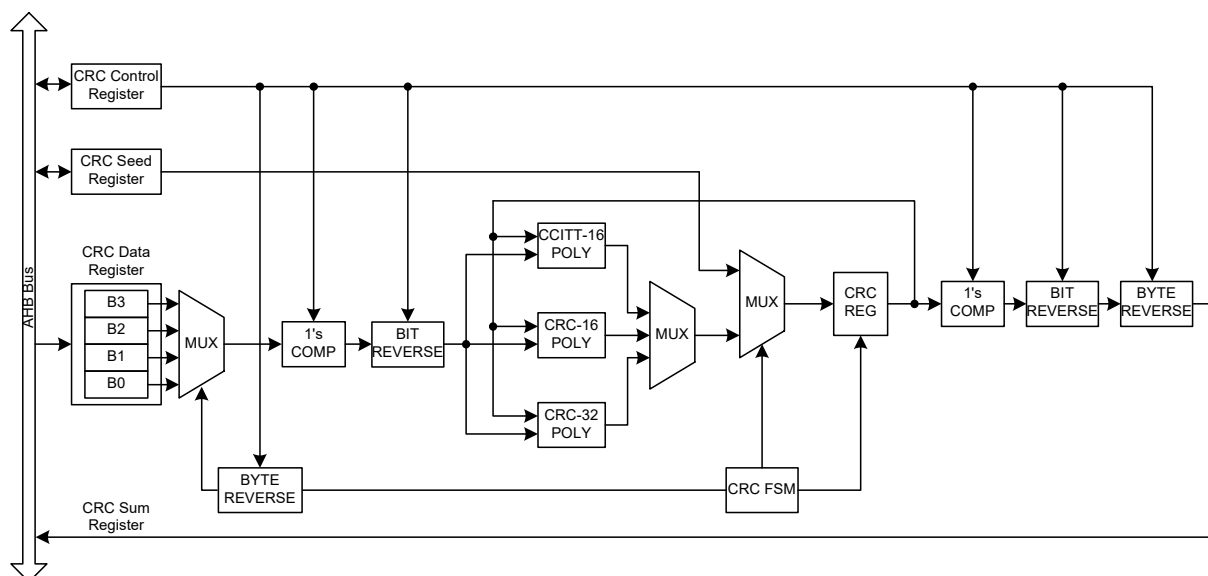 CRC Control
Register
CRC Seed
Register
AHB Bus
CRC Data
Register
B3
B2
B1
B0
MUX
1's
COMP
BIT
REVERSE
CCITT-16
POLY
CRC-16
POLY
CRC-32
POLY
MUX
MUX
CRC
REG
1's
COMP
BIT
REVERSE
BYTE
REVERSE
BYTE
REVERSE
CRC FSM
CRC Sum
Register